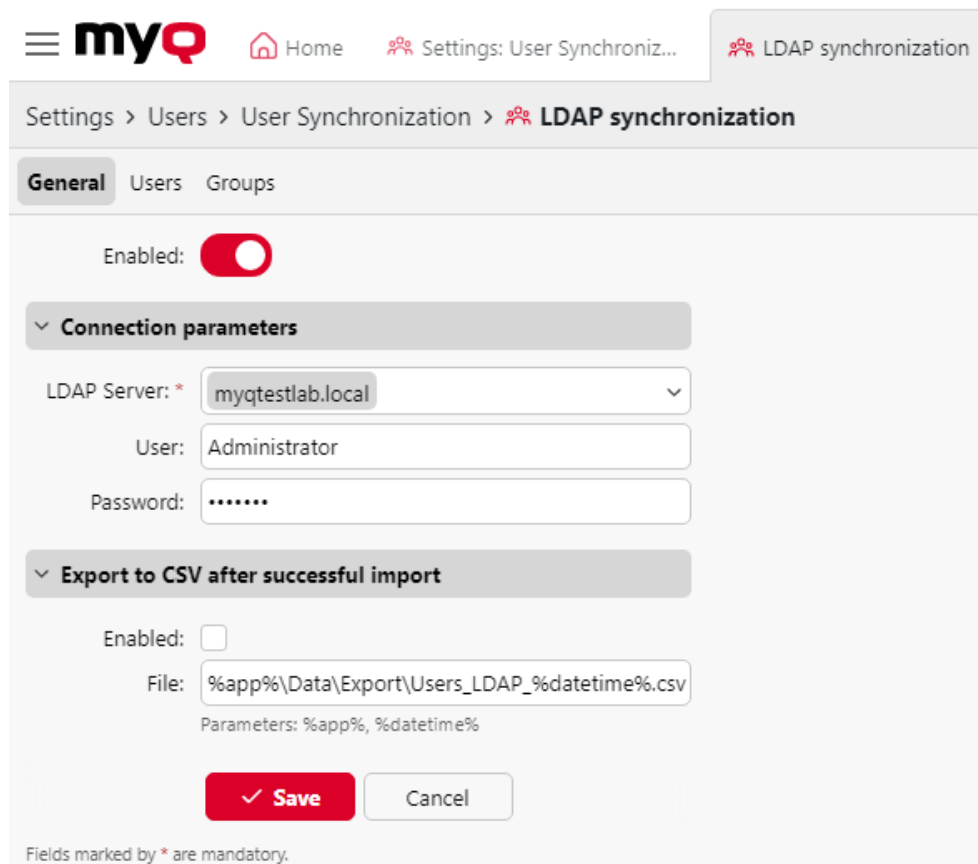 myQ Home Settings: User Synchroniz... LDAP synchronization
Settings > Users > User Synchronization > LDAP synchronization
General Users Groups
Enabled:
Connection parameters
LDAP Server: * myqtestlab.local
User: Administrator
Password: •••••••
Export to CSV after successful import
Enabled:
File: %app%\Data\Export\Users_LDAP_%datetime%.csv
Parameters: %app%, %datetime%
Save Cancel
Fields marked by * are mandatory.